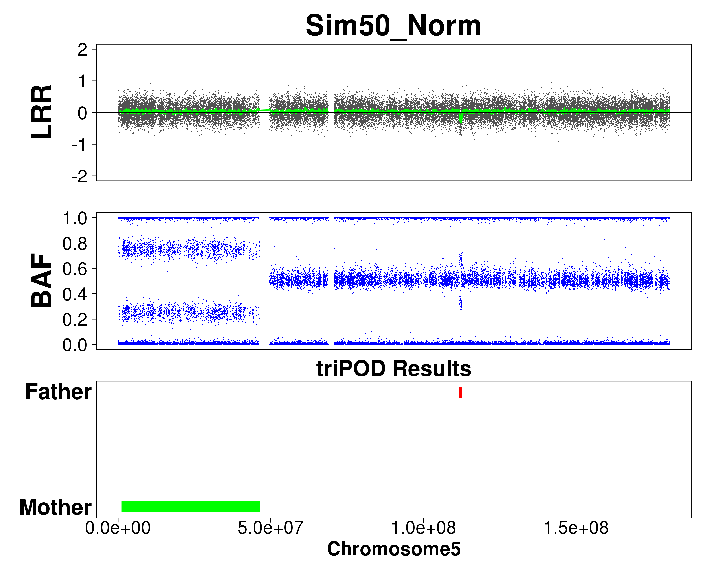 Sim50_Norm
LRR
2
1
0
-1
-2
BAF
1.0
0.8
0.6
0.4
0.2
0.0
triPOD Results
Father
Mother
0.0e+00 5.0e+07 1.0e+08 1.5e+08
Chromosome5